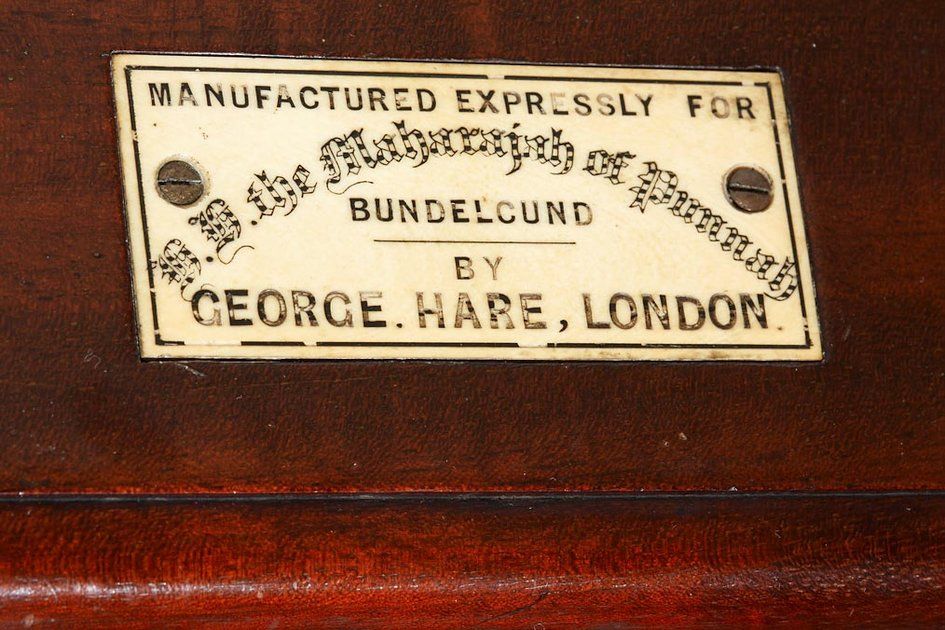 MANUFACTURED EXPRESSLY FOR
H.H. the Maharajah of Punnah
BUNDELCUND
BY
GEORGE. HARE, LONDON